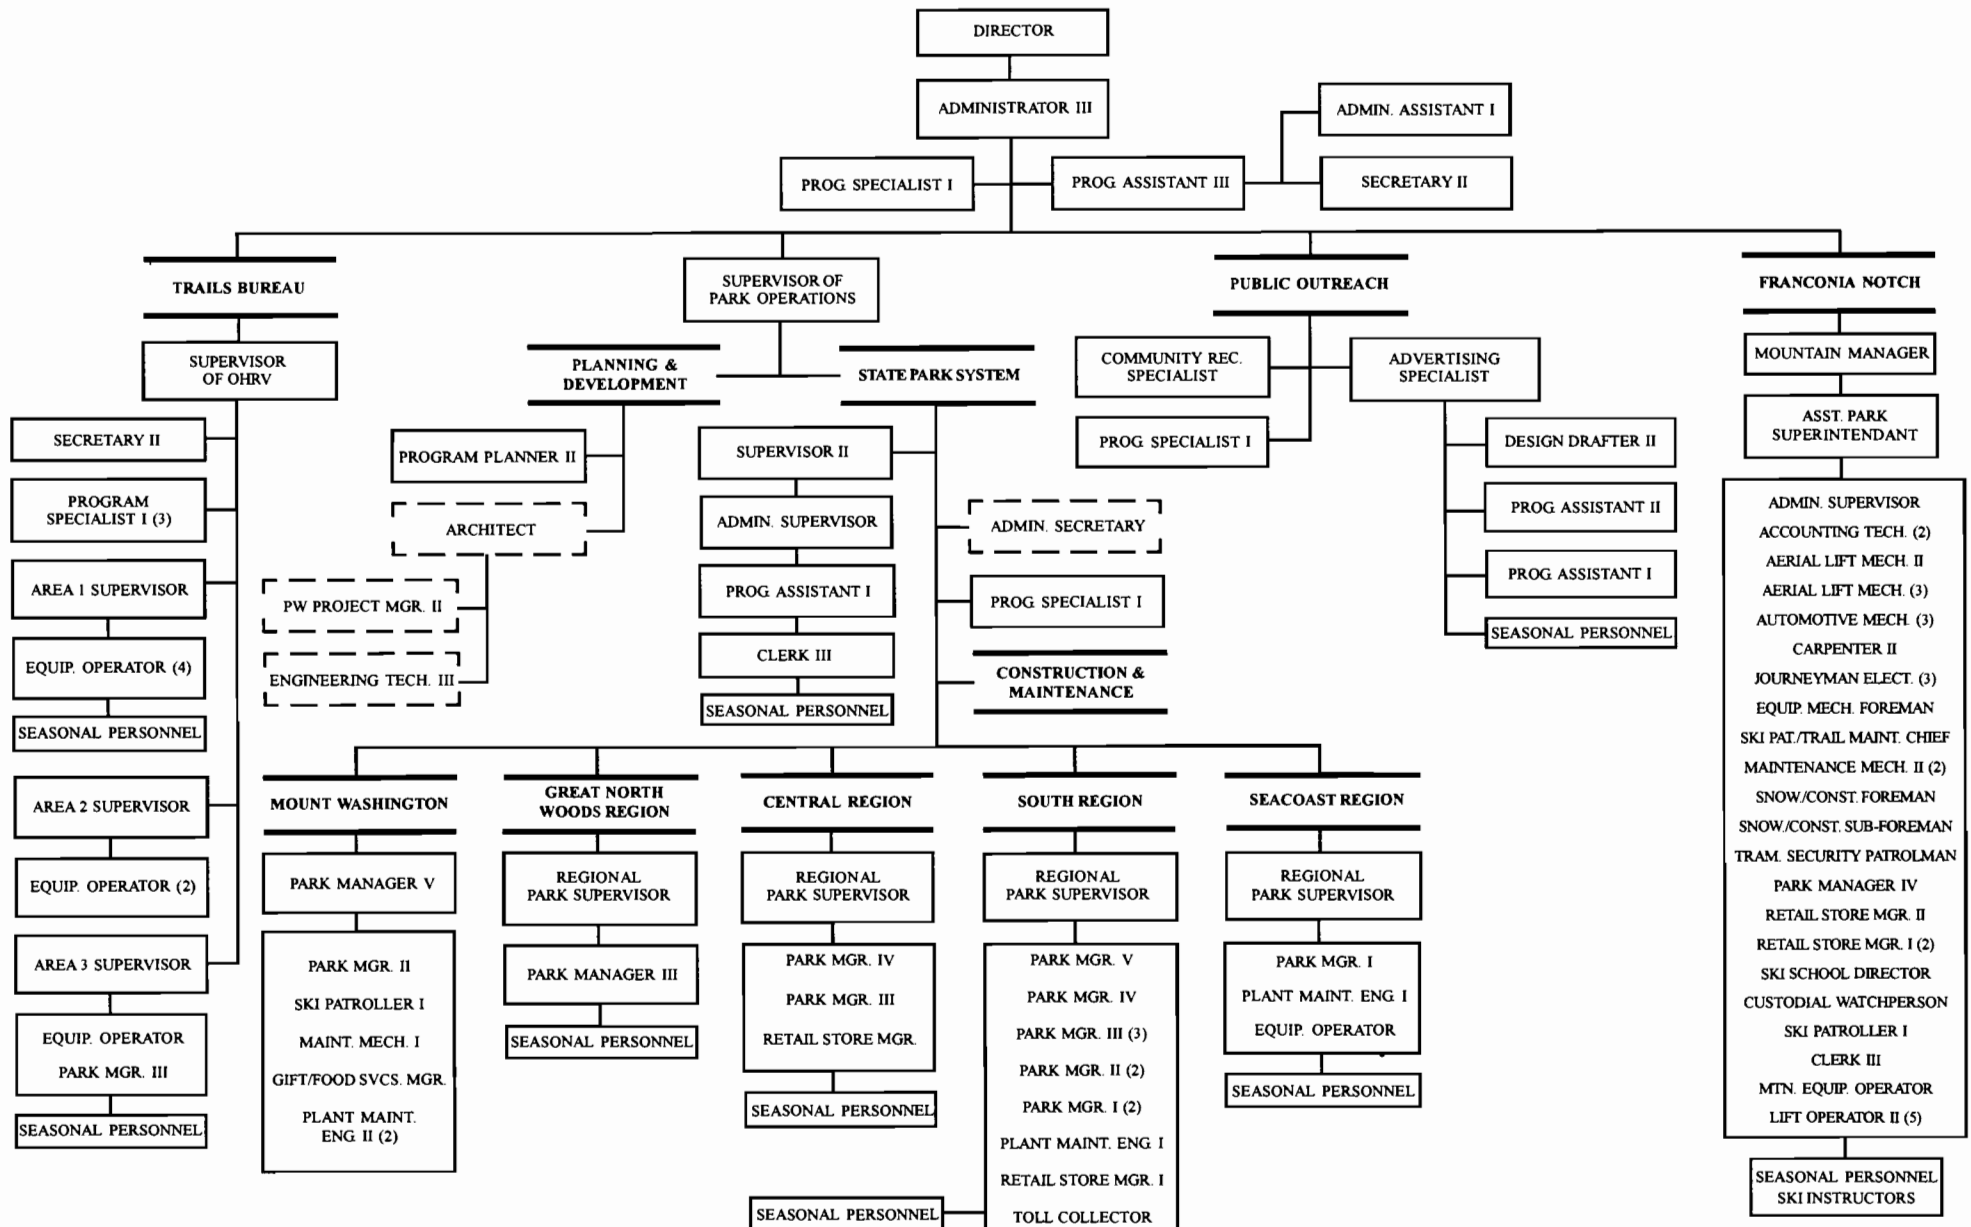 DIRECTOR
ADMINISTRATOR III
ADMIN. ASSISTANT I
PROG. SPECIALIST I
PROG. ASSISTANT III
SECRETARY II
TRAILS BUREAU
SUPERVISOR
OF OHRV
SECRETARY II
PROGRAM
SPECIALIST I (3)
AREA 1 SUPERVISOR
EQUIP. OPERATOR (4)
SEASONAL PERSONNEL
AREA 2 SUPERVISOR
EQUIP. OPERATOR (2)
AREA 3 SUPERVISOR
EQUIP. OPERATOR
PARK MGR. III
SEASONAL PERSONNEL
SUPERVISOR OF
PARK OPERATIONS
PLANNING &
DEVELOPMENT
PROGRAM PLANNER II
ARCHITECT
PW PROJECT MGR. II
ENGINEERING TECH. III
STATE PARK SYSTEM
SUPERVISOR II
ADMIN. SUPERVISOR
PROG. ASSISTANT I
CLERK III
SEASONAL PERSONNEL
ADMIN. SECRETARY
PROG. SPECIALIST I
CONSTRUCTION &
MAINTENANCE
MOUNT WASHINGTON
PARK MANAGER V
PARK MGR. II
SKI PATROLLER I
MAINT. MECH. I
GIFT/FOOD SVCS. MGR.
PLANT MAINT.
ENG. II (2)
GREAT NORTH
WOODS REGION
REGIONAL
PARK SUPERVISOR
PARK MANAGER III
SEASONAL PERSONNEL
CENTRAL REGION
REGIONAL
PARK SUPERVISOR
PARK MGR. IV
PARK MGR. III
RETAIL STORE MGR.
SEASONAL PERSONNEL
SOUTH REGION
REGIONAL
PARK SUPERVISOR
PARK MGR. V
PARK MGR. IV
PARK MGR. III (3)
PARK MGR. II (2)
PARK MGR. I (2)
PLANT MAINT. ENG. I
RETAIL STORE MGR. I
TOLL COLLECTOR
SEASONAL PERSONNEL
SEACOAST REGION
REGIONAL
PARK SUPERVISOR
PARK MGR. I
PLANT MAINT. ENG. I
EQUIP. OPERATOR
SEASONAL PERSONNEL
PUBLIC OUTREACH
COMMUNITY REC.
SPECIALIST
PROG. SPECIALIST I
ADVERTISING
SPECIALIST
DESIGN DRAFTER II
PROG. ASSISTANT II
PROG. ASSISTANT I
SEASONAL PERSONNEL
FRANCONIA NOTCH
MOUNTAIN MANAGER
ASST. PARK
SUPERINTENDANT
ADMIN. SUPERVISOR
ACCOUNTING TECH. (2)
AERIAL LIFT MECH. II
AERIAL LIFT MECH. (3)
AUTOMOTIVE MECH. (3)
CARPENTER II
JOURNEYMAN ELECT. (3)
EQUIP. MECH. FOREMAN
SKI PAT./TRAIL MAINT. CHIEF
MAINTENANCE MECH. II (2)
SNOW./CONST. FOREMAN
SNOW./CONST. SUB-FOREMAN
TRAM. SECURITY PATROLMAN
PARK MANAGER IV
RETAIL STORE MGR. II
RETAIL STORE MGR. I (2)
SKI SCHOOL DIRECTOR
CUSTODIAL WATCHPERSON
SKI PATROLLER I
CLERK III
MTN. EQUIP. OPERATOR
LIFT OPERATOR II (5)
SEASONAL PERSONNEL
SKI INSTRUCTORS